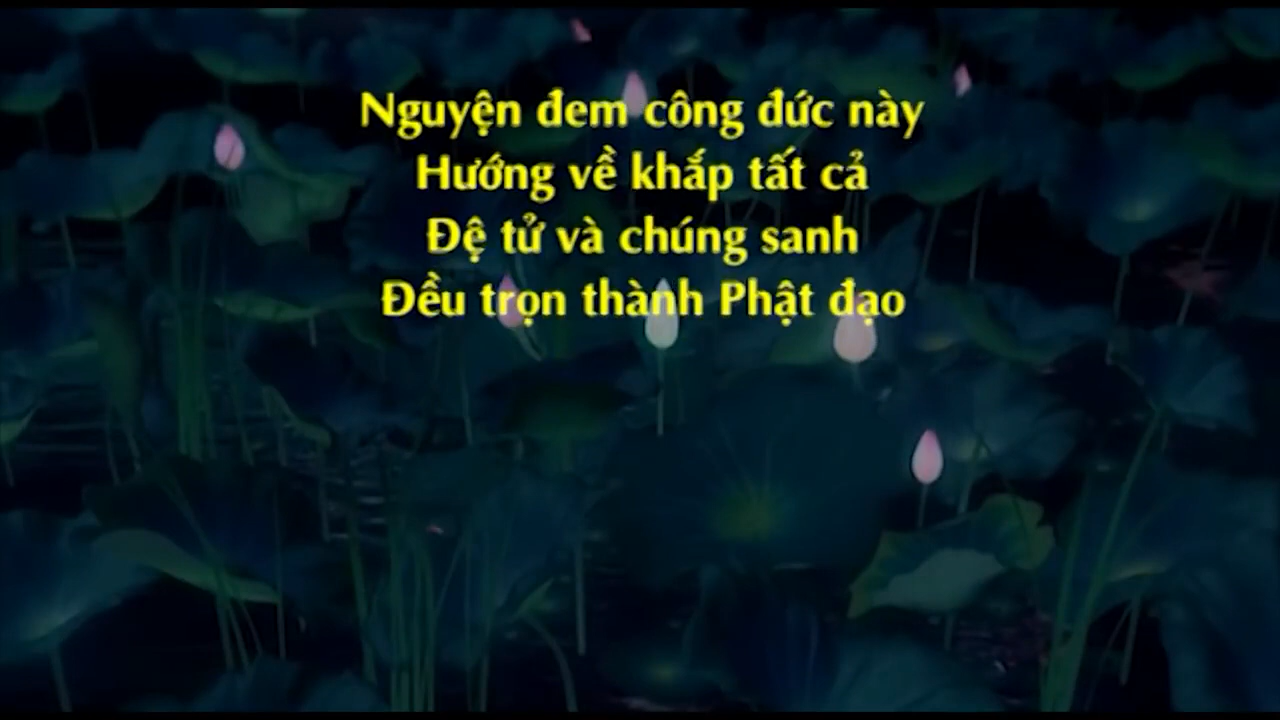 Nguyện đem công đức này
Hướng về khắp tất cả
Đệ tử và chúng sanh
Đều trọn thành Phật đạo